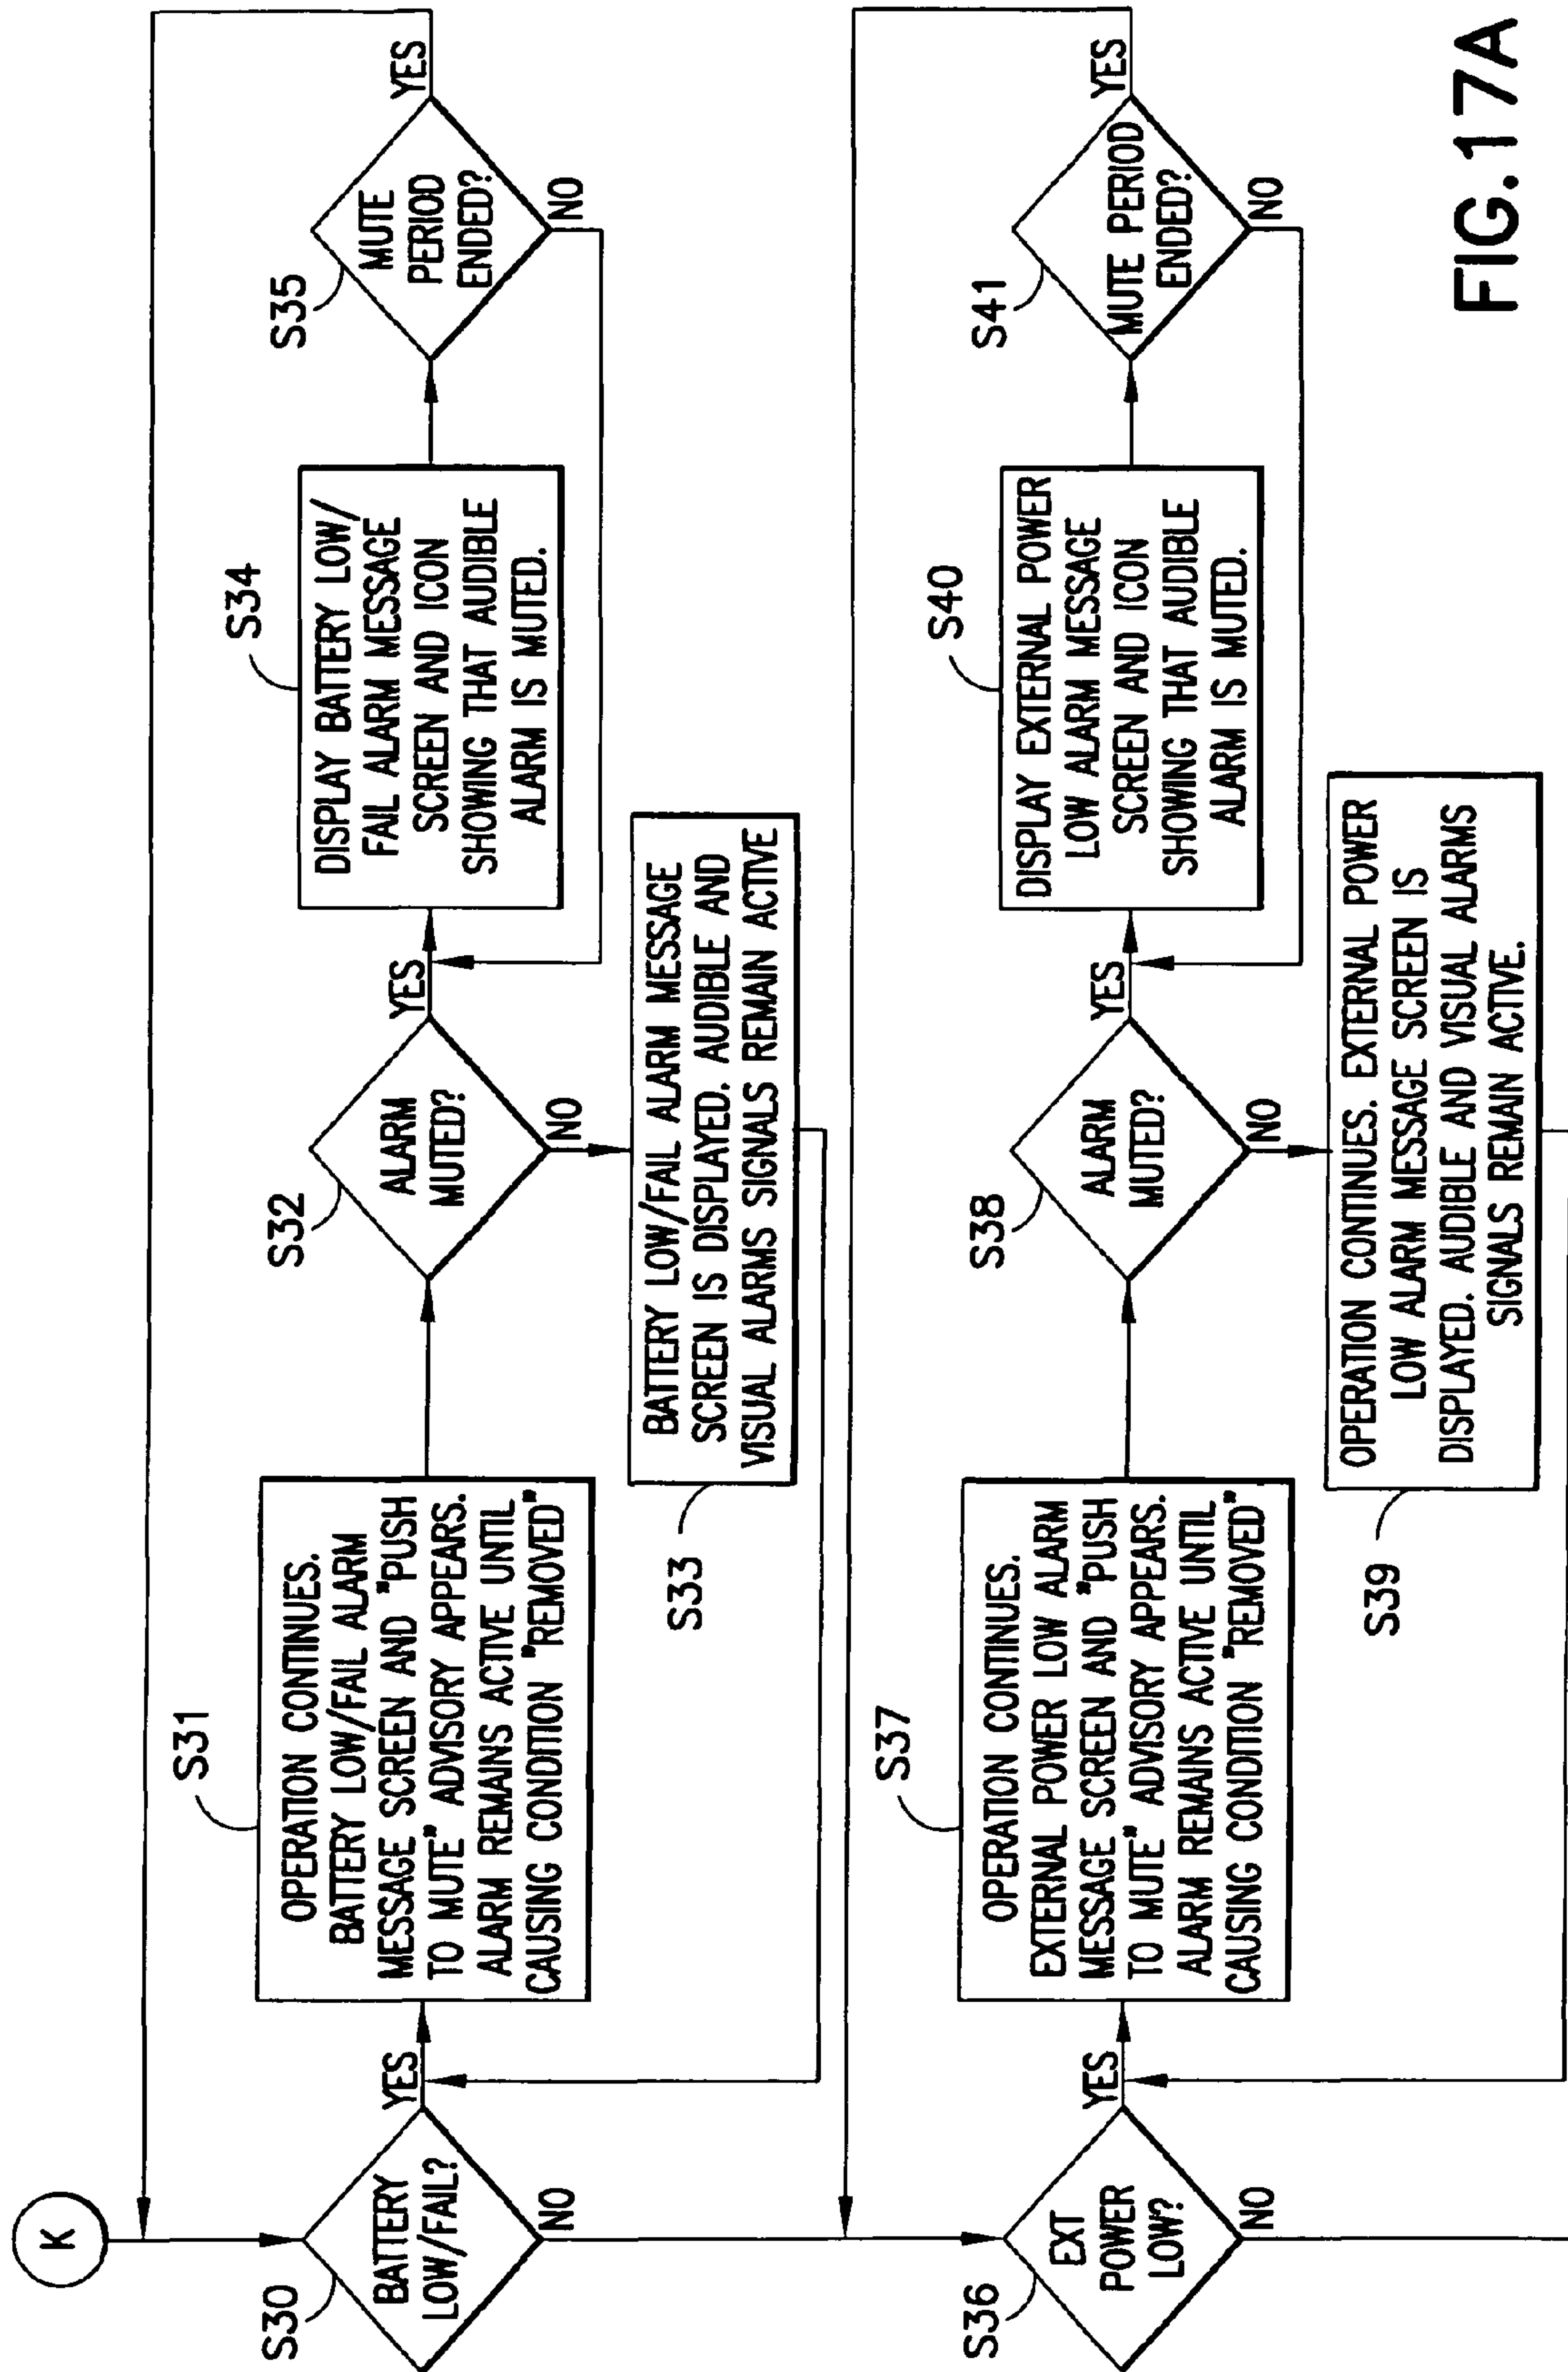 K
S30
BATTERY
LOW/FAIL?
YES
NO
S31
OPERATION CONTINUES.
BATTERY LOW/FAIL ALARM
MESSAGE SCREEN AND "PUSH
TO MUTE" ADVISORY APPEARS.
ALARM REMAINS ACTIVE UNTIL
CAUSING CONDITION "REMOVED"
S32
ALARM
MUTED?
YES
NO
S33
BATTERY LOW/FAIL ALARM MESSAGE
SCREEN IS DISPLAYED. AUDIBLE AND
VISUAL ALARMS SIGNALS REMAIN ACTIVE
S34
DISPLAY BATTERY LOW/
FAIL ALARM MESSAGE
SCREEN AND ICON
SHOWING THAT AUDIBLE
ALARM IS MUTED.
S35
MUTE
PERIOD
ENDED?
YES
NO
S36
EXT
POWER
LOW?
YES
NO
S37
OPERATION CONTINUES.
EXTERNAL POWER LOW ALARM
MESSAGE SCREEN AND "PUSH
TO MUTE" ADVISORY APPEARS.
ALARM REMAINS ACTIVE UNTIL
CAUSING CONDITION "REMOVED"
S38
ALARM
MUTED?
YES
NO
S39
OPERATION CONTINUES. EXTERNAL POWER
LOW ALARM MESSAGE SCREEN IS
DISPLAYED. AUDIBLE AND VISUAL ALARMS
SIGNALS REMAIN ACTIVE.
S40
DISPLAY EXTERNAL POWER
LOW ALARM MESSAGE
SCREEN AND ICON
SHOWING THAT AUDIBLE
ALARM IS MUTED.
S41
MUTE PERIOD
ENDED?
YES
NO
FIG.17A